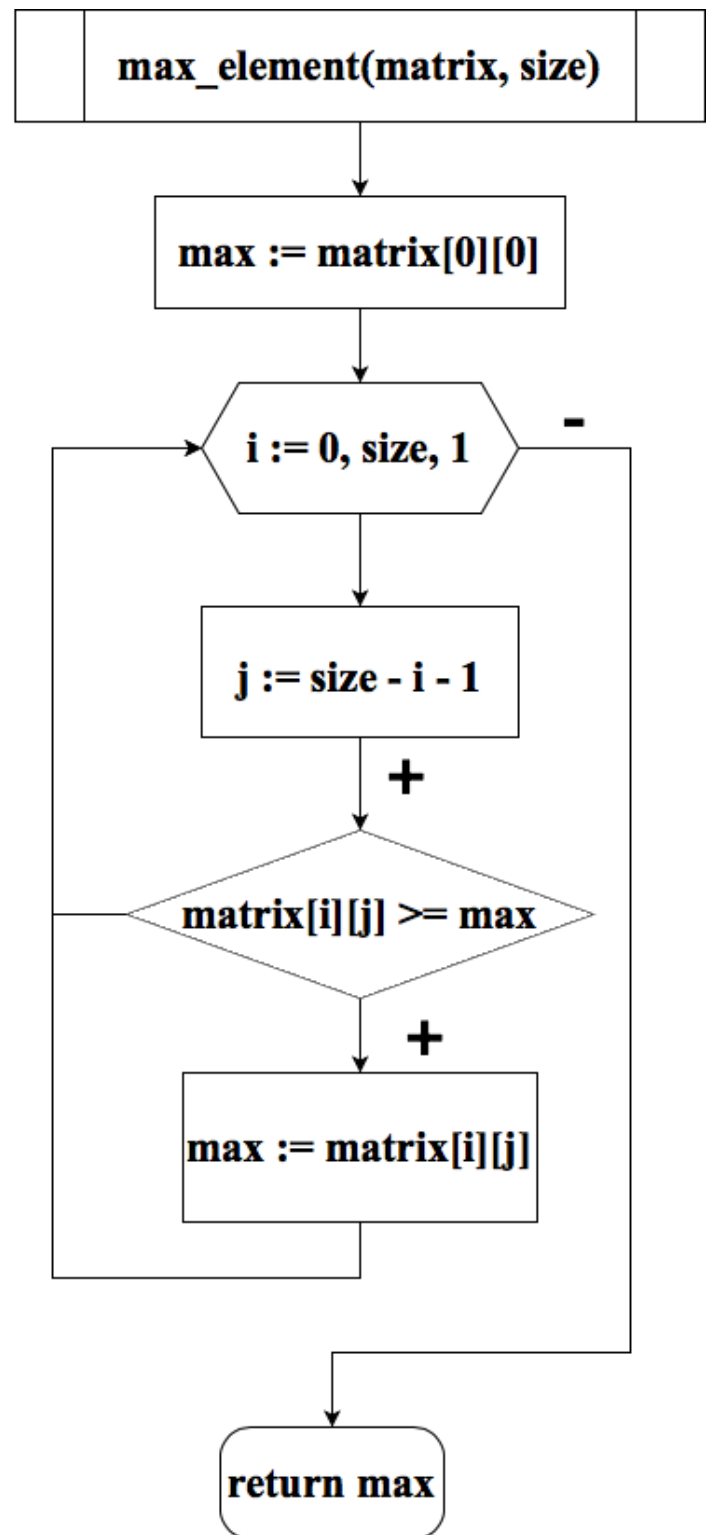 max_element(matrix, size)
max := matrix[0][0]
-
i := 0, size, 1
j := size - i - 1
+
matrix[i][j] >= max
+
max := matrix[i][j]
return max